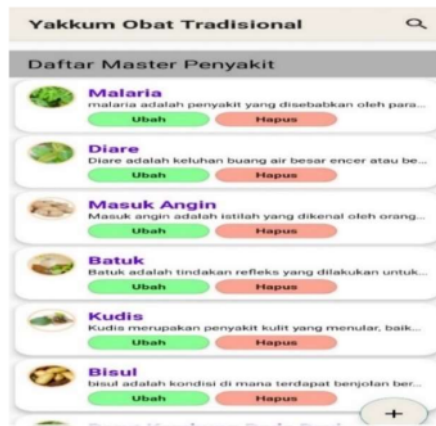 Yakkum Obat Tradisional
Daftar Master Penyakit
Malaria
malaria adalah penyakit yang disebabkan oleh para...
Ubah Hapus
Diare
Diare adalah keluhan buang air besar encer atau be...
Ubah Hapus
Masuk Angin
Masuk angin adalah istilah yang dikenal oleh orang...
Ubah Hapus
Batuk
Batuk adalah tindakan refleks yang dilakukan untuk...
Ubah Hapus
Kudis
Kudis merupakan penyakit kulit yang menular, baik...
Ubah Hapus
Bisul
bisul adalah kondisi di mana terdapat benjolan ber...
Ubah Hapus
+